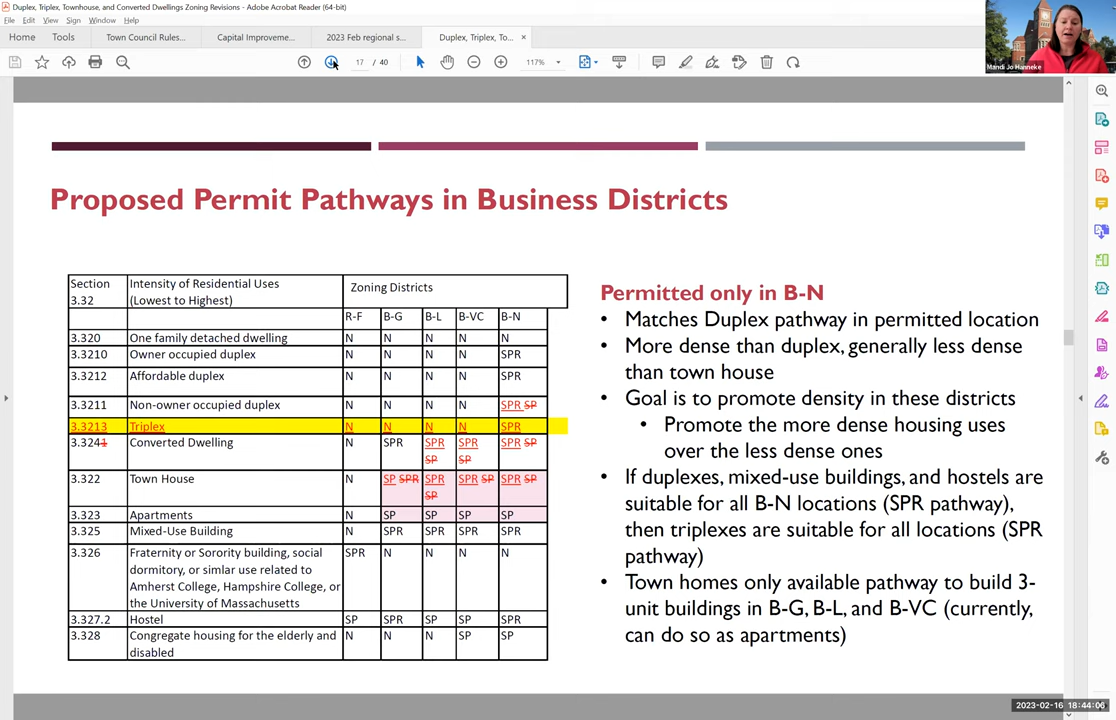 Duplex, Triplex, Townhouse, and Converted Dwellings Zoning Revisions - Adobe Acrobat Reader (64-bit)
File Edit View Sign Window Help
Home Tools Town Council Rules... Capital Improveme... 2023 Feb regional s... Duplex, Triplex, To... ×
17 / 40 117%
Mandi Jo Hanneke
Proposed Permit Pathways in Business Districts
Section 3.32 Intensity of Residential Uses (Lowest to Highest) Zoning Districts
R-F B-G B-L B-VC B-N
3.320 One family detached dwelling N N N N N
3.3210 Owner occupied duplex N N N N SPR
3.3212 Affordable duplex N N N N SPR
3.3211 Non-owner occupied duplex N N N N SPR SP
3.3213 Triplex N N N N SPR
3.3241 Converted Dwelling N SPR SPR SP SPR SP SPR SP
3.322 Town House N SP SPR SPR SP SPR SP SPR SP
3.323 Apartments N SP SP SP SP
3.325 Mixed-Use Building N SPR SPR SPR SPR
3.326 Fraternity or Sorority building, social dormitory, or simlar use related to Amherst College, Hampshire College, or the University of Massachusetts SPR N N N N
3.327.2 Hostel SP SPR SP SP SPR
3.328 Congregate housing for the elderly and disabled N N N SP SP
Permitted only in B-N
• Matches Duplex pathway in permitted location
• More dense than duplex, generally less dense
than town house
• Goal is to promote density in these districts
• Promote the more dense housing uses
over the less dense ones
• If duplexes, mixed-use buildings, and hostels are
suitable for all B-N locations (SPR pathway),
then triplexes are suitable for all locations (SPR
pathway)
• Town homes only available pathway to build 3-
unit buildings in B-G, B-L, and B-VC (currently,
can do so as apartments)
2023-02-16 18:44:06